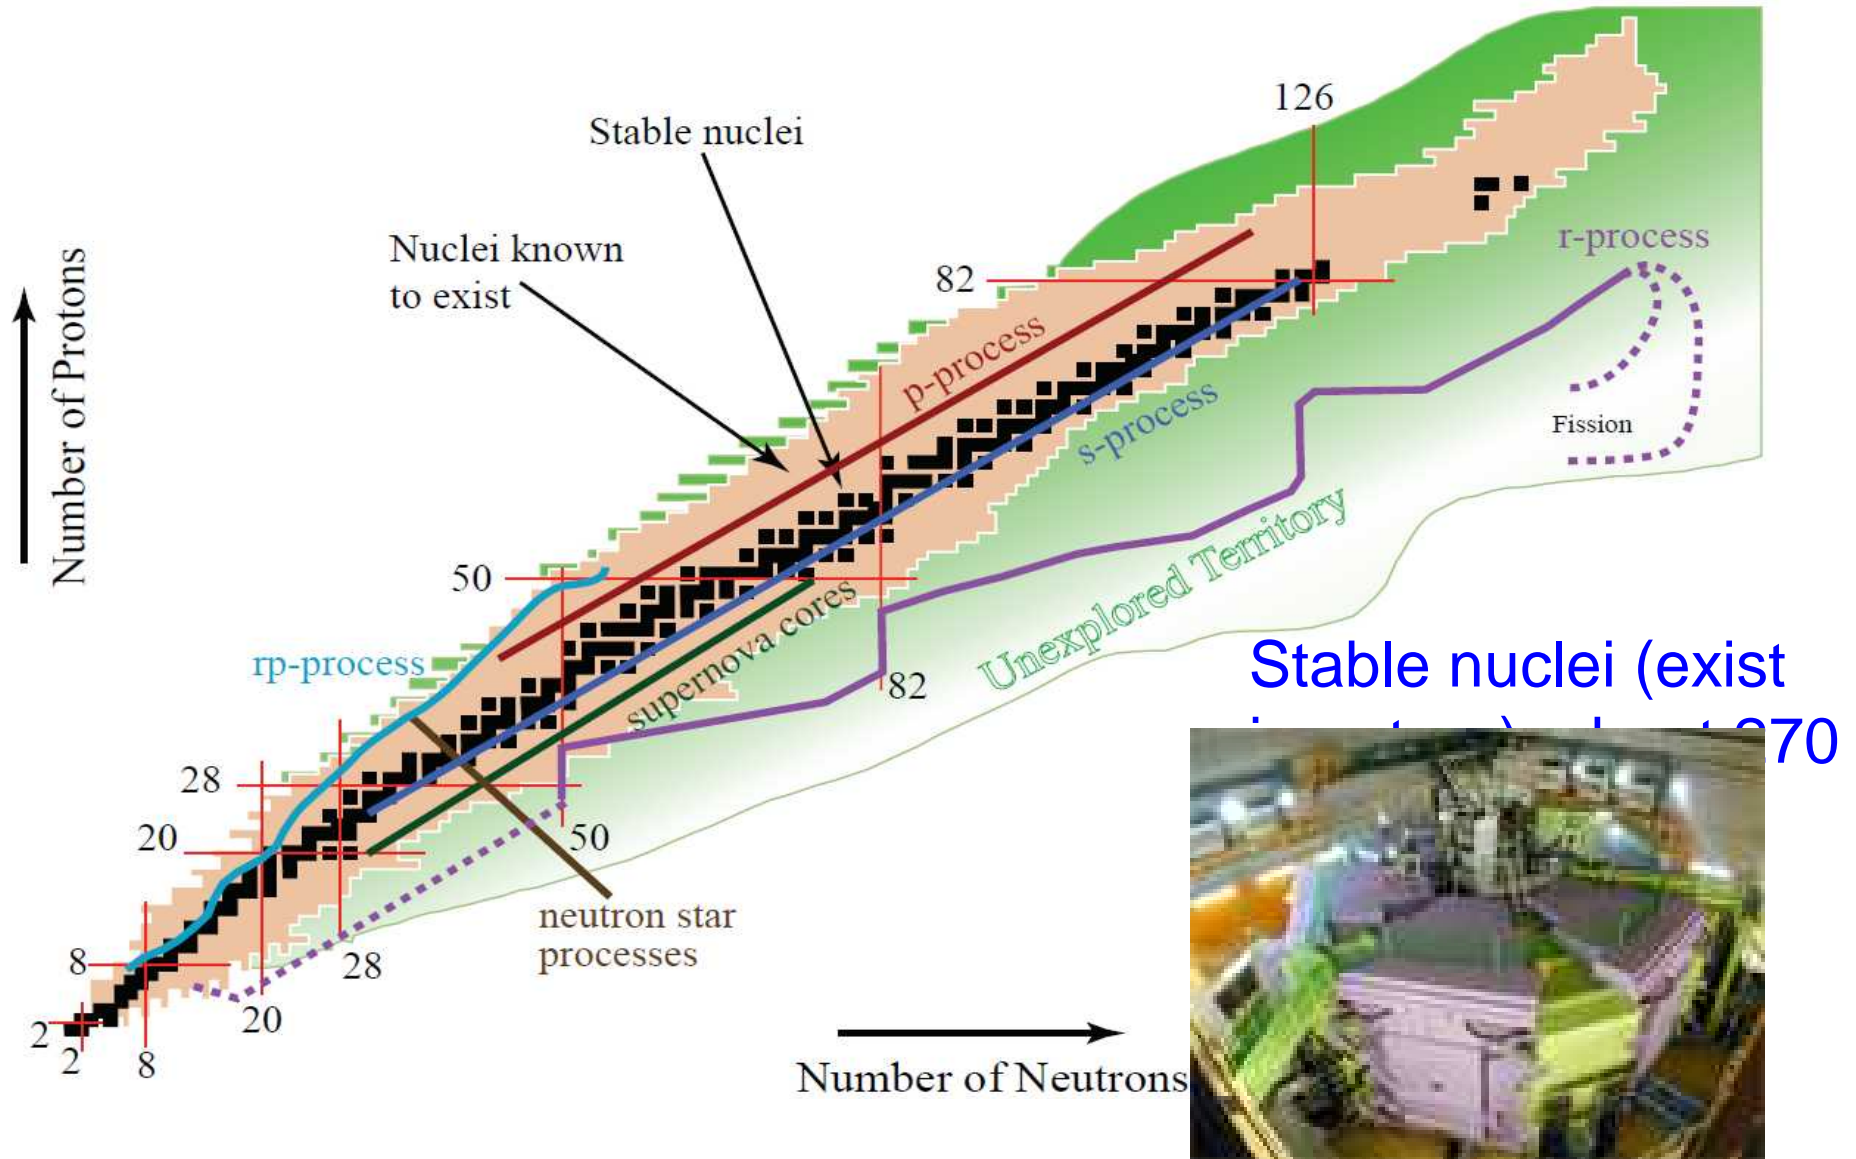 126
Stable nuclei
Nuclei known
to exist
r-process
82
p-process
s-process
Fission
Number of Protons
50
supernova cores
Unexplored Territory
rp-process
82
Stable nuclei (exist
270
28
20
50
neutron star
processes
28
8
20
2
2
8
Number of Neutrons